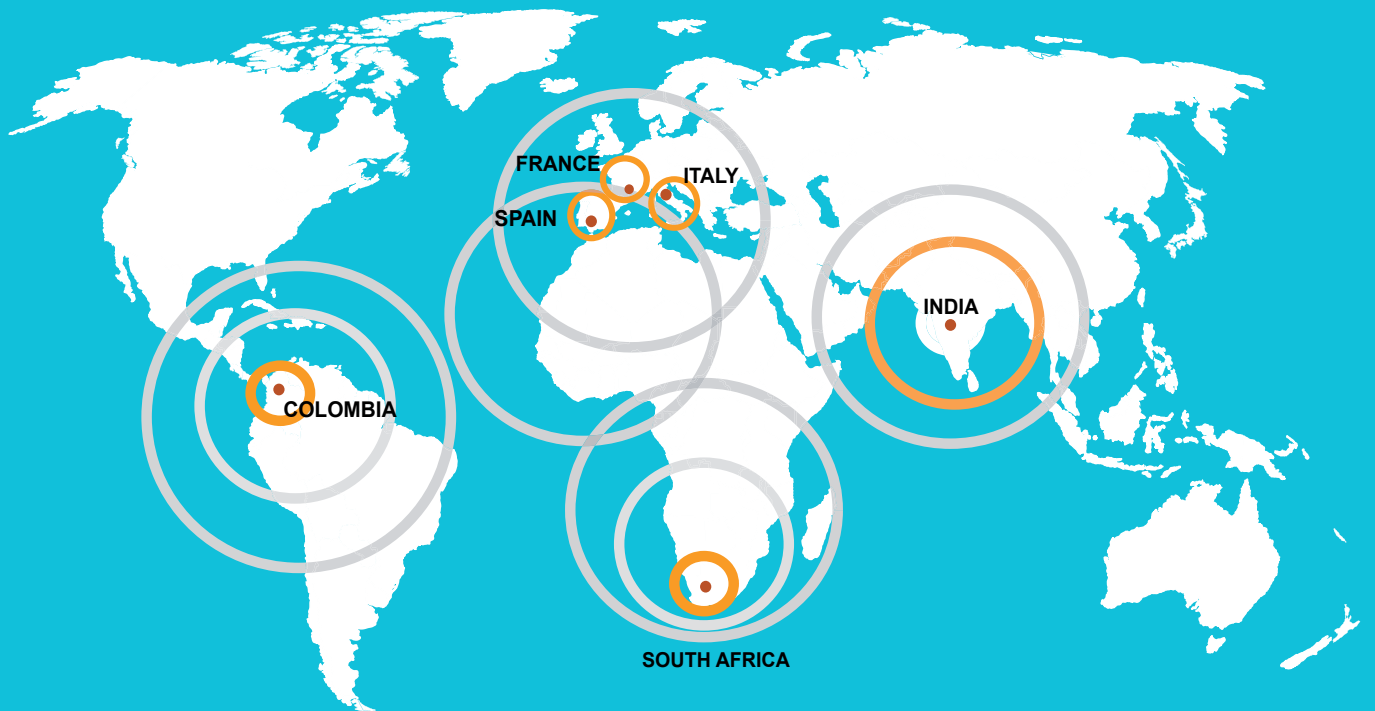 FRANCE
ITALY
SPAIN
INDIA
COLOMBIA
SOUTH AFRICA